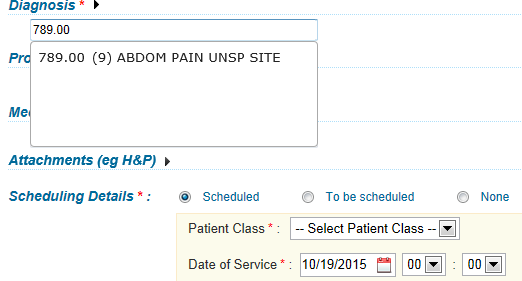 Diagnosis *
789.00
Pro
789.00 (9) ABDOM PAIN UNSP SITE
Med
Attachments (eg H&P)
Scheduling Details * : Scheduled To be scheduled None
Patient Class * : -- Select Patient Class --
Date of Service * : 10/19/2015 00 : 00